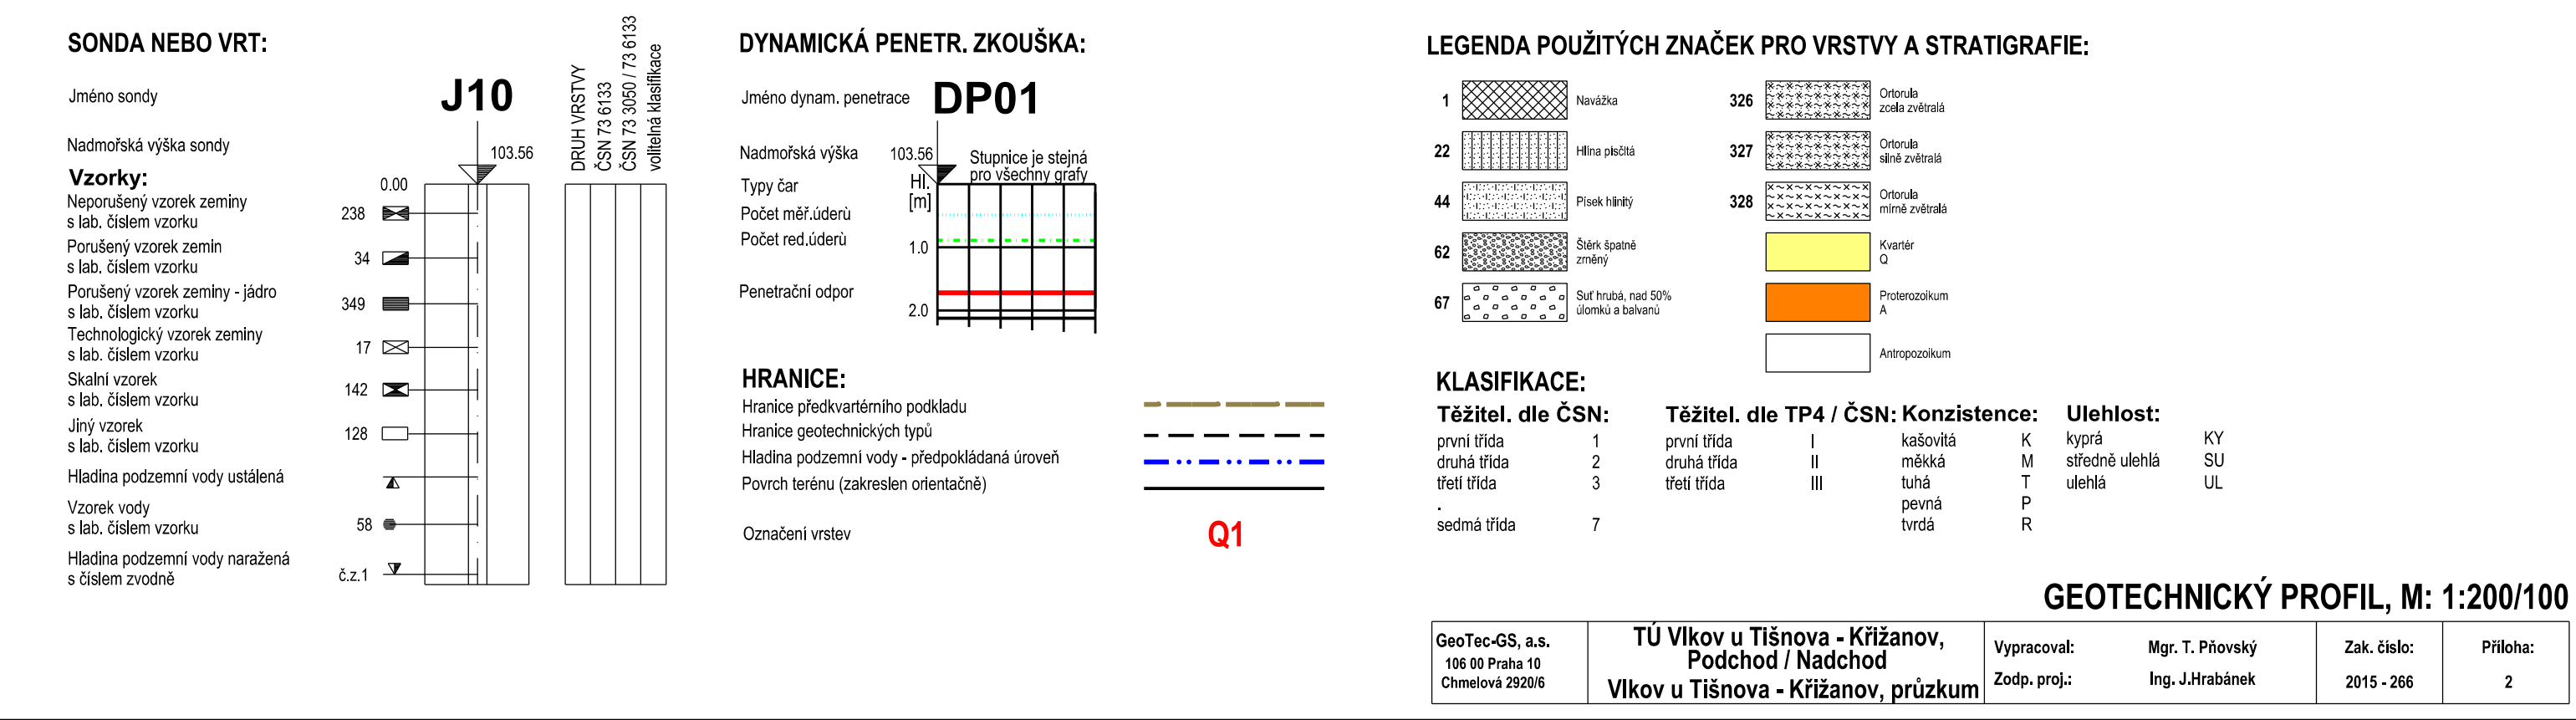 SONDA NEBO VRT:
Jméno sondy
J10
Nadmořská výška sondy
103.56
Vzorky:
0.00
Neporušený vzorek zeminy
s lab. číslem vzorku
238
Porušený vzorek zemin
s lab. číslem vzorku
34
Porušený vzorek zeminy - jádro
s lab. číslem vzorku
349
Technologický vzorek zeminy
s lab. číslem vzorku
17
Skalní vzorek
s lab. číslem vzorku
142
Jiný vzorek
s lab. číslem vzorku
128
Hladina podzemní vody ustálená
Vzorek vody
s lab. číslem vzorku
58
Hladina podzemní vody naražená
s číslem zvodně
č.z.1
DRUH VRSTVY
ČSN 73 6133
ČSN 73 3050 / 73 6133
volitelná klasifikace
DYNAMICKÁ PENETR. ZKOUŠKA:
Jméno dynam. penetrace
DP01
Nadmořská výška
103.56
Stupnice je stejná
pro všechny grafy
Typy čar
Hl.
[m]
Počet měř.úderů
Počet red.úderů
1.0
Penetrační odpor
2.0
HRANICE:
Hranice předkvartérního podkladu
Hranice geotechnických typů
Hladina podzemní vody - předpokládaná úroveň
Povrch terénu (zakreslen orientačně)
Označení vrstev
Q1
LEGENDA POUŽITÝCH ZNAČEK PRO VRSTVY A STRATIGRAFIE:
1
Navážka
22
Hlína písčitá
44
Písek hlinitý
62
Štěrk špatně
zrněný
67
Suť hrubá, nad 50%
úlomků a balvanů
326
Ortorula
zcela zvětralá
327
Ortorula
silně zvětralá
328
Ortorula
mírně zvětralá
Kvartér
Q
Proterozoikum
A
Antropozoikum
KLASIFIKACE:
Těžitel. dle ČSN:
první třída 1
druhá třída 2
třetí třída 3
.
sedmá třída 7
Těžitel. dle TP4 / ČSN:
první třída I
druhá třída II
třetí třída III
Konzistence:
kašovitá K
měkká M
tuhá T
pevná P
tvrdá R
Ulehlost:
kyprá KY
středně ulehlá SU
ulehlá UL
GEOTECHNICKÝ PROFIL, M: 1:200/100
GeoTec-GS, a.s.
106 00 Praha 10
Chmelová 2920/6
TÚ Vlkov u Tišnova - Křižanov,
Podchod / Nadchod
Vlkov u Tišnova - Křižanov, průzkum
Vypracoval: Mgr. T. Pňovský
Zodp. proj.: Ing. J.Hrabánek
Zak. číslo:
2015 - 266
Příloha:
2